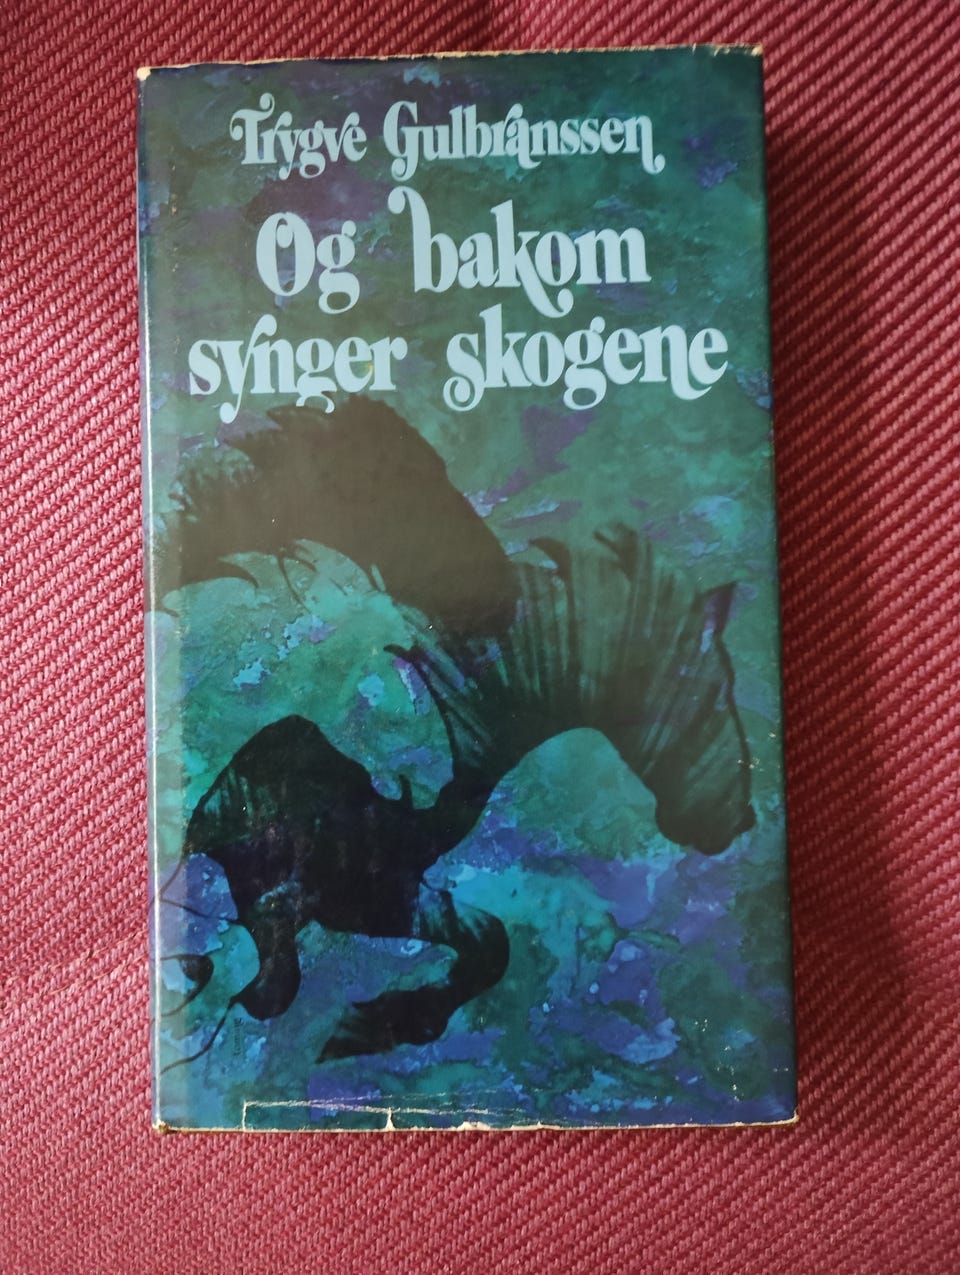 Trygve Gulbranssen
Og bakom
synger skogene